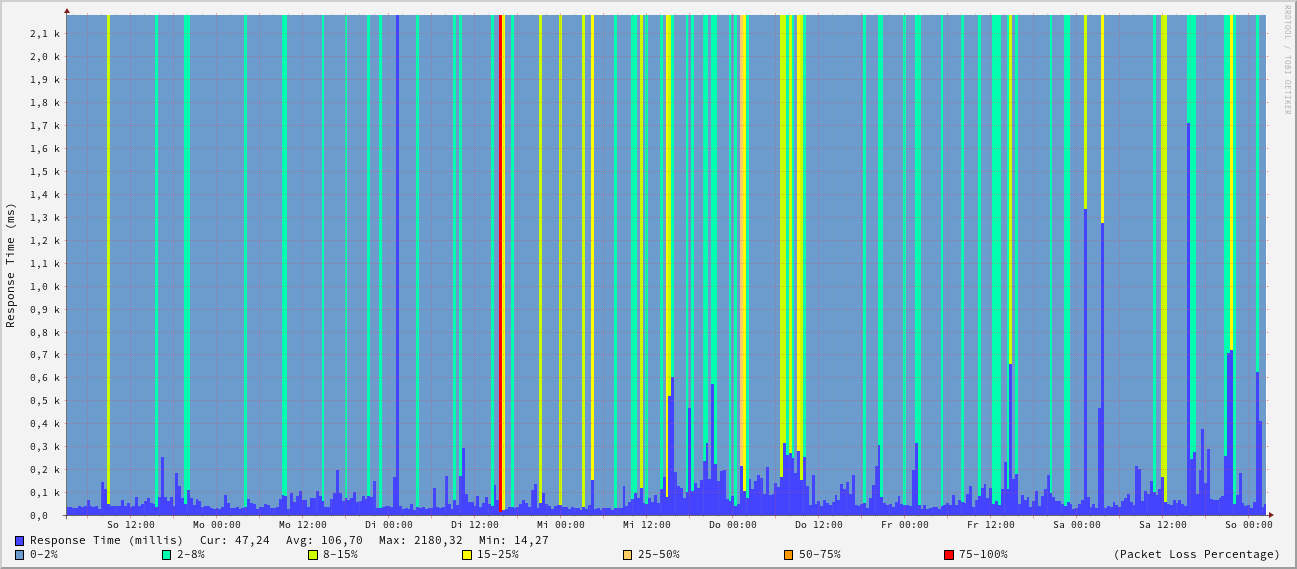 RRDTOOL / TOBI OETIKER
Response Time (ms)
2,1 k
2,0 k
1,9 k
1,8 k
1,7 k
1,6 k
1,5 k
1,4 k
1,3 k
1,2 k
1,1 k
1,0 k
0,9 k
0,8 k
0,7 k
0,6 k
0,5 k
0,4 k
0,3 k
0,2 k
0,1 k
0,0
So 12:00 Mo 00:00 Mo 12:00 Di 00:00 Di 12:00 Mi 00:00 Mi 12:00 Do 00:00 Do 12:00 Fr 00:00 Fr 12:00 Sa 00:00 Sa 12:00 So 00:00
Response Time (millis) Cur: 47,24 Avg: 106,70 Max: 2180,32 Min: 14,27
0-2% 2-8% 8-15% 15-25% 25-50% 50-75% 75-100% (Packet Loss Percentage)